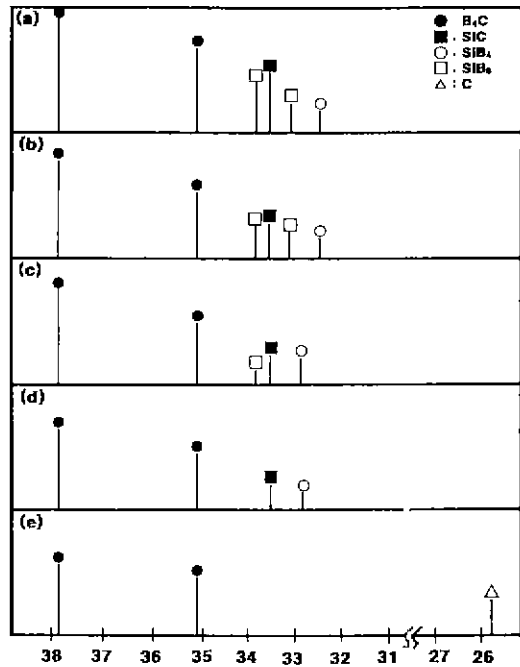 (a)
● B₄C
■ . SIC
○ . SIB₄
□ . SIB₆
△ : C
(b)
(c)
(d)
(e)
38 37 36 35 34 33 32 31 27 26